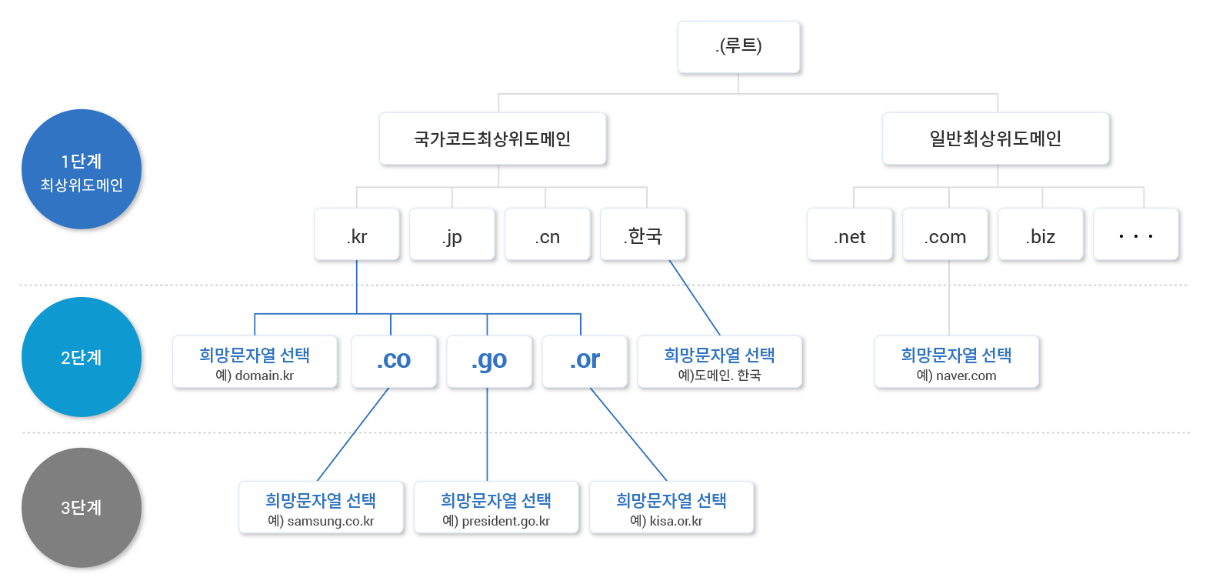 .(루트)
국가코드최상위도메인
일반최상위도메인
1단계
최상위도메인
.kr
.jp
.cn
.한국
.net
.com
.biz
···
2단계
희망문자열 선택
예) domain.kr
.co
.go
.or
희망문자열 선택
예)도메인. 한국
희망문자열 선택
예) naver.com
3단계
희망문자열 선택
예) samsung.co.kr
희망문자열 선택
예) president.go.kr
희망문자열 선택
예) kisa.or.kr